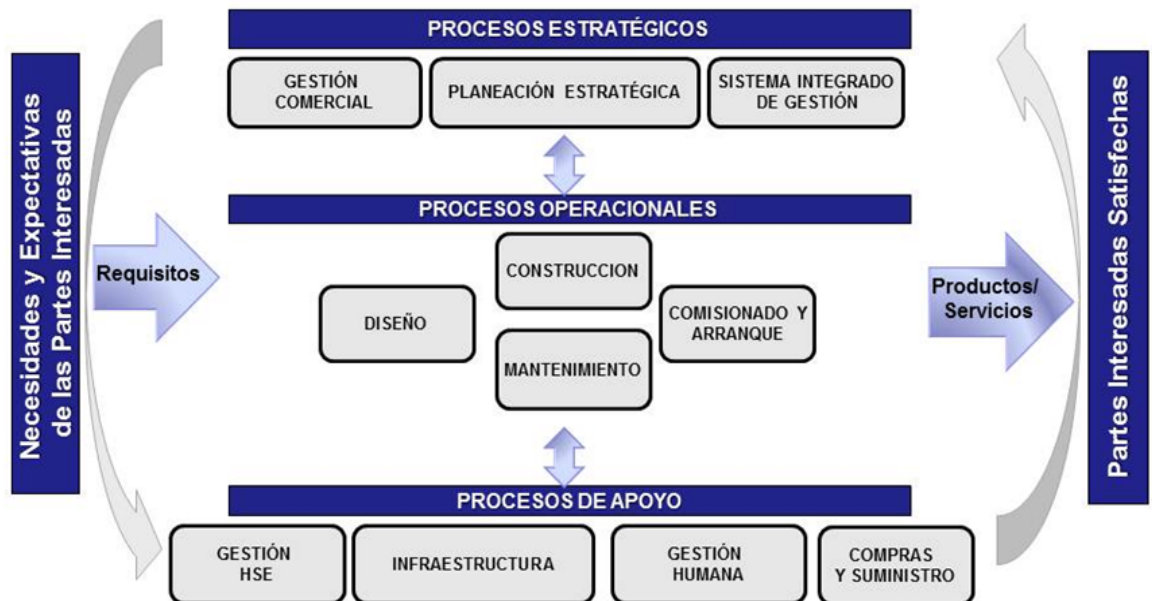 PROCESOS ESTRATÉGICOS
GESTIÓN
COMERCIAL
PLANEACIÓN ESTRATÉGICA
SISTEMA INTEGRADO
DE GESTIÓN
Necesidades y Expectativas
de las Partes Interesadas
Requisitos
PROCESOS OPERACIONALES
CONSTRUCCION
DISEÑO
COMISIONADO Y
ARRANQUE
MANTENIMIENTO
Productos/
Servicios
Partes Interesadas Satisfechas
PROCESOS DE APOYO
GESTIÓN
HSE
INFRAESTRUCTURA
GESTIÓN
HUMANA
COMPRAS
Y SUMINISTRO